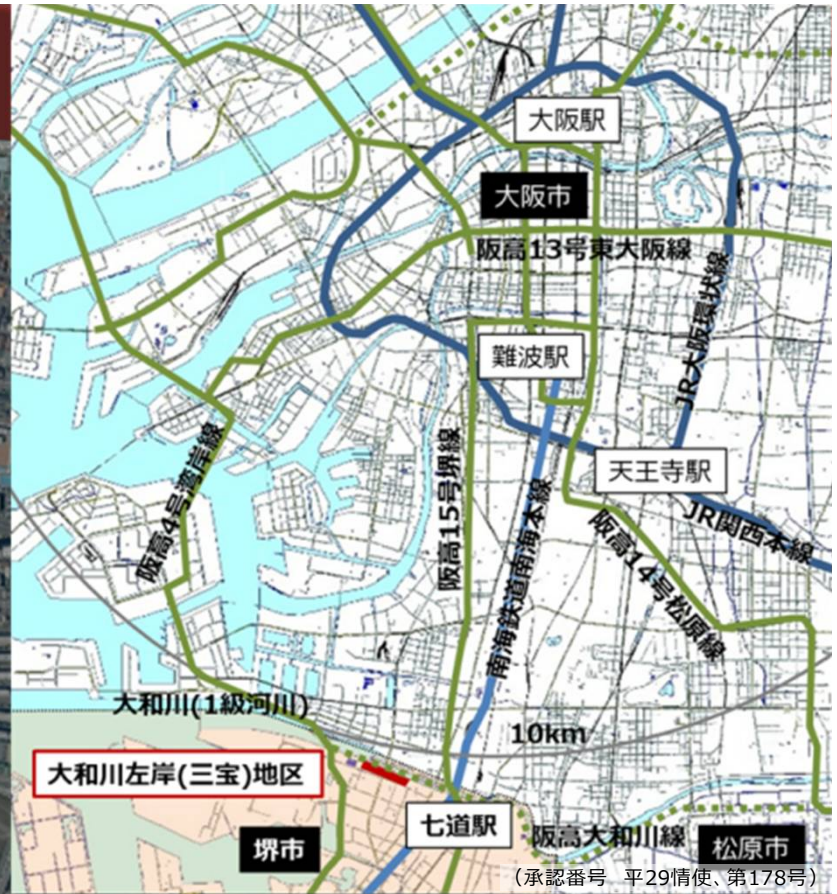 大阪駅
大阪市
阪高13号東大阪線
JR大阪環状線
難波駅
天王寺駅
阪高4号湾岸線
阪高15号堺線
南海鉄道南海本線
JR関西本線
阪高14号松原線
大和川(1級河川)
10km
大和川左岸(三宝)地区
七道駅
阪高大和川線
堺市
松原市
(承認番号 平29情使、第178号)